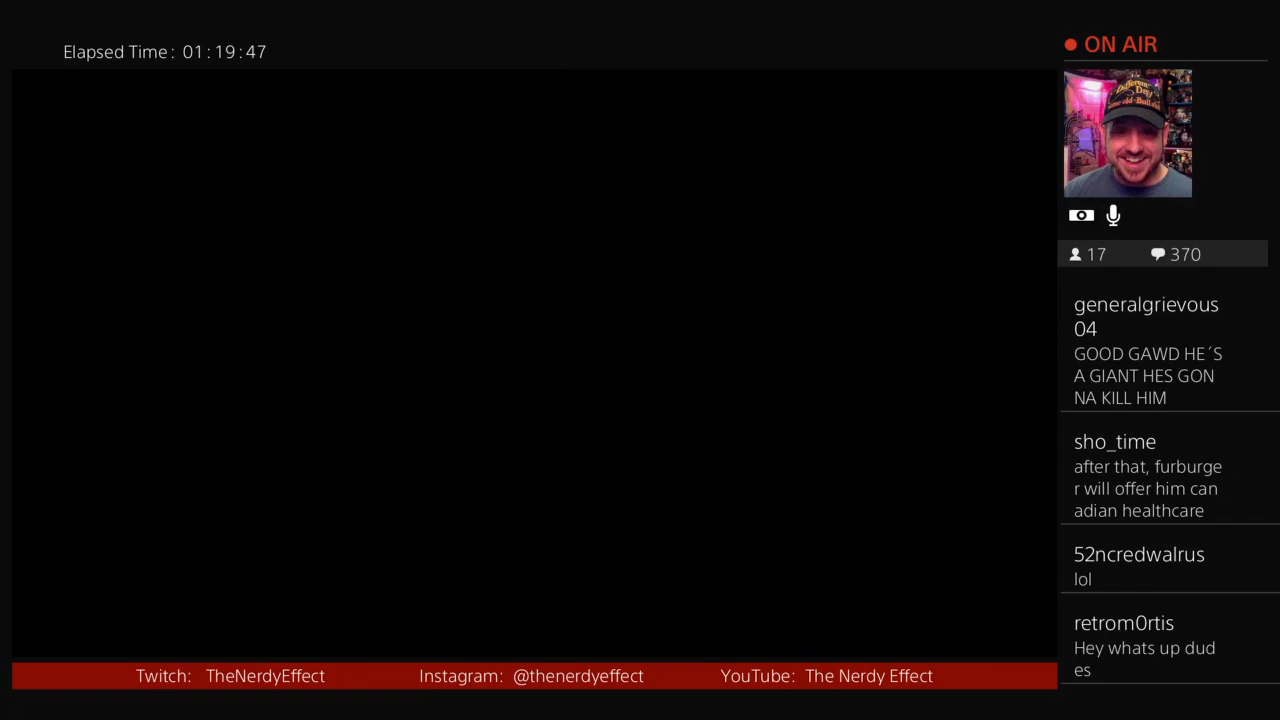 Elapsed Time: 01:19:47
ON AIR
Different
Day
17 370
generalgrievous
04
GOOD GAWD HE´S
A GIANT HES GON
NA KILL HIM
sho_time
after that, furburge
r will offer him can
adian healthcare
52ncredwalrus
lol
retrom0rtis
Hey whats up dud
es
Twitch: TheNerdyEffect Instagram: @thenerdyeffect YouTube: The Nerdy Effect